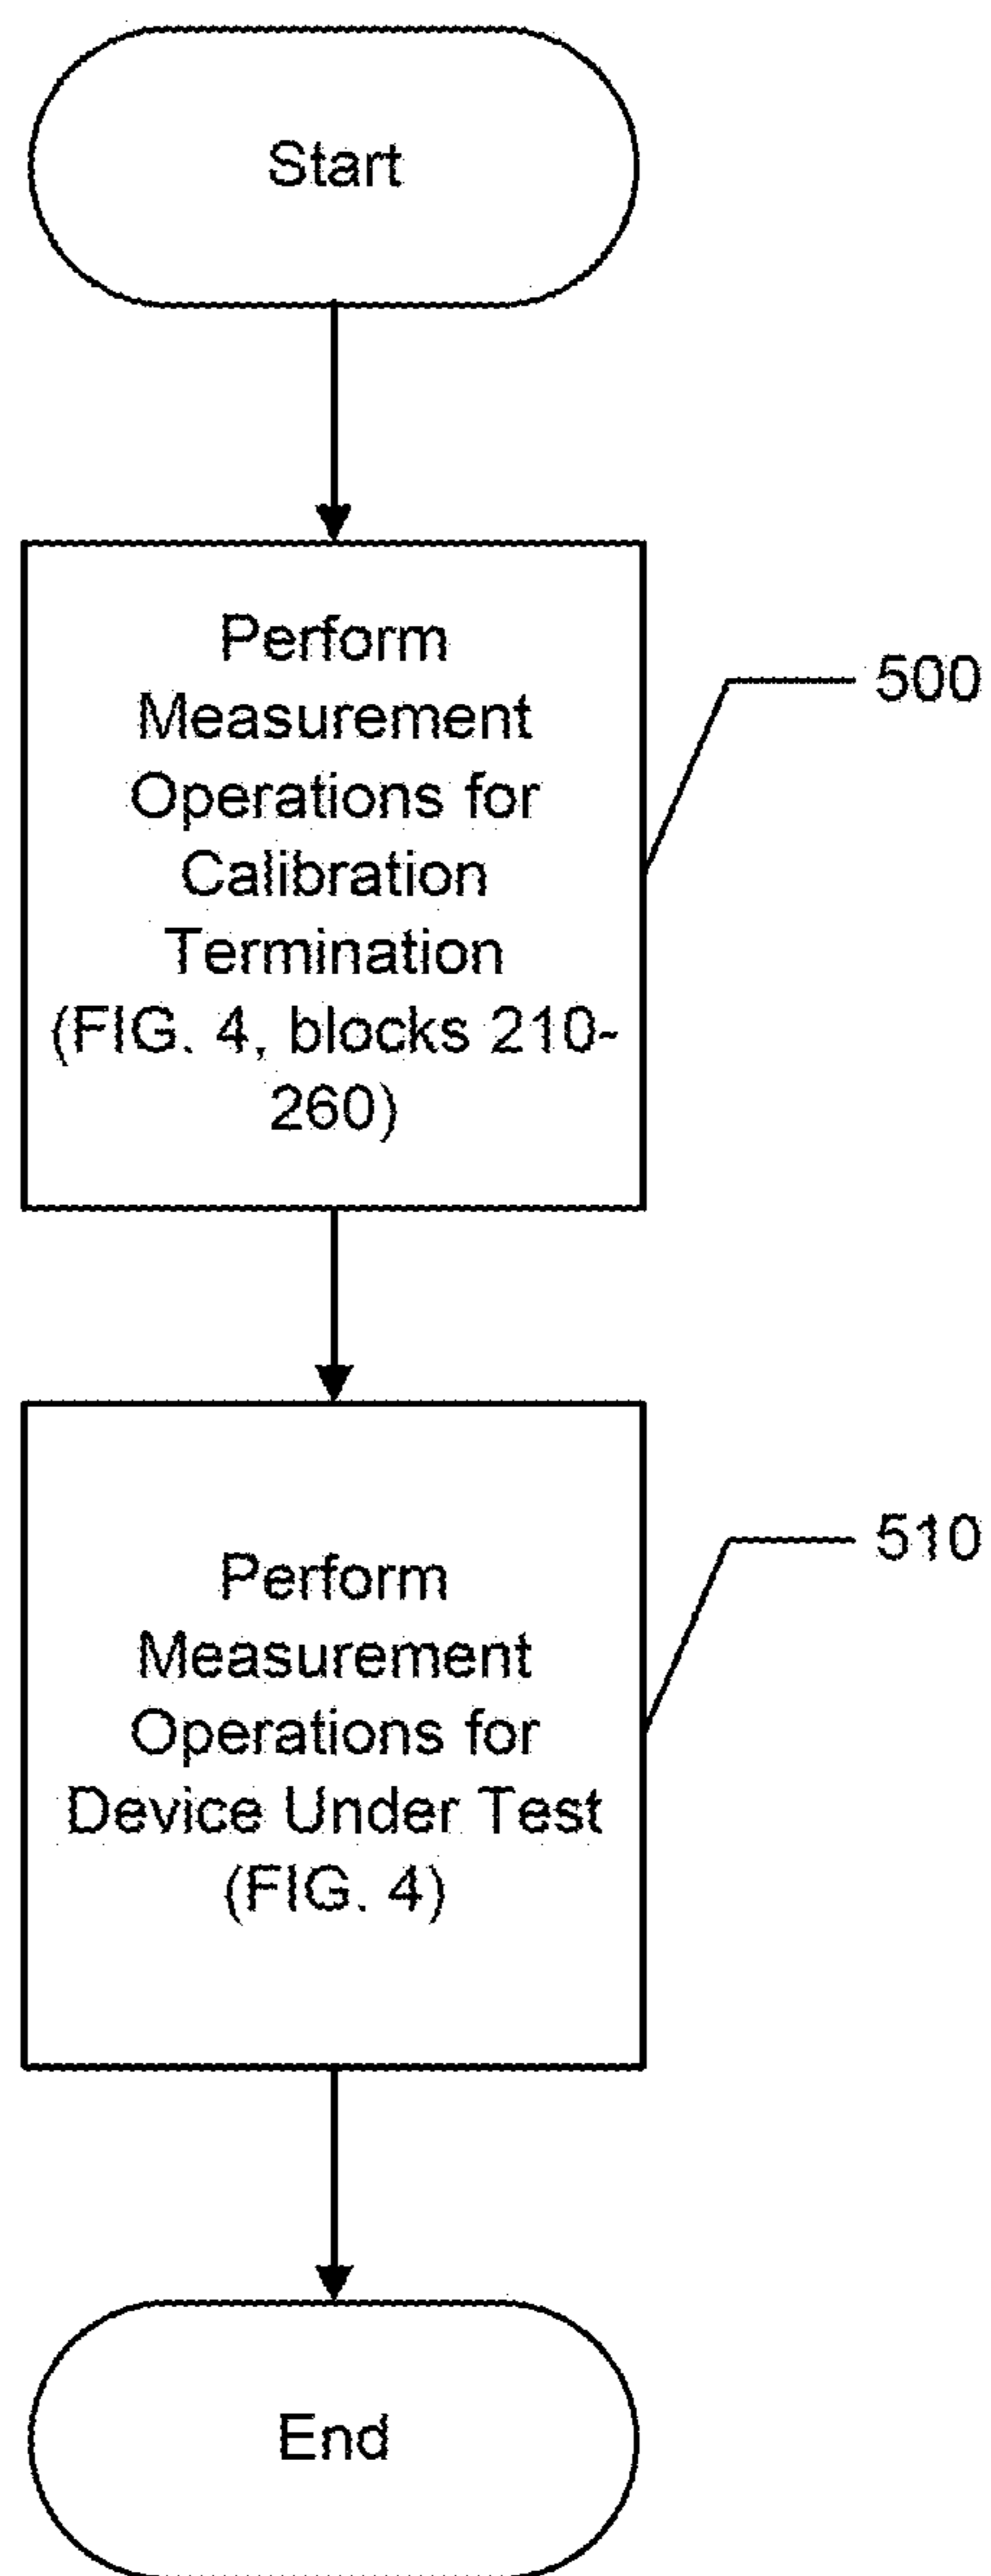 Start
Perform
Measurement
Operations for
Calibration
Termination
(FIG. 4, blocks 210-
260)
500
Perform
Measurement
Operations for
Device Under Test
(FIG. 4)
510
End